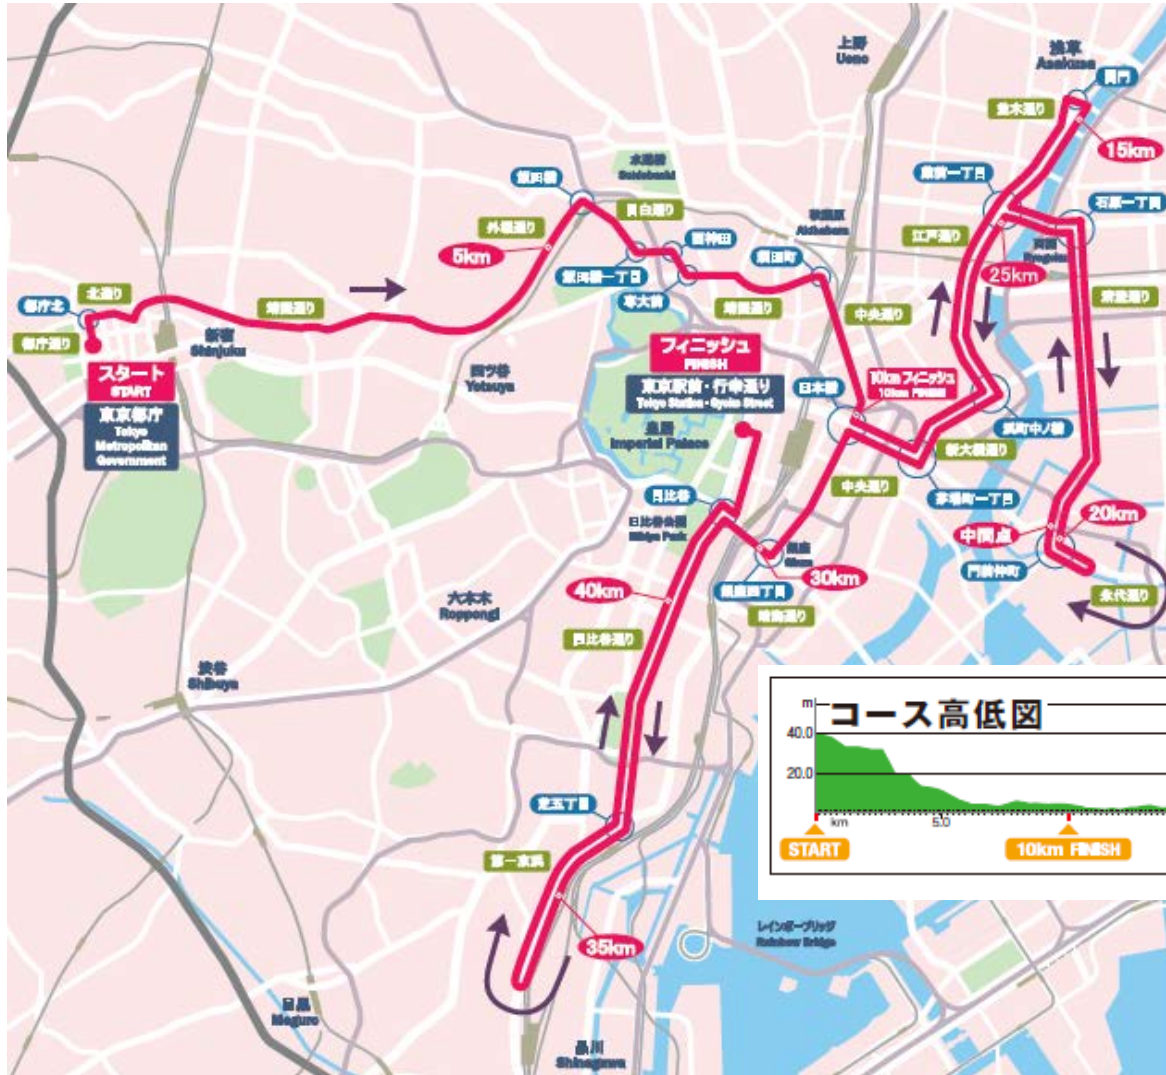 上野
Ueno
浅草
Asakusa
雷門
並木通り
15km
水道橋
Suidobashi
飯田橋
目白通り
蔵前一丁目
石原一丁目
外堀通り
西神田
秋葉原
Akihabara
江戸通り
両国
Ryogoku
5km
飯田橋一丁目
須田町
25km
専大前
都庁北
北通り
靖国通り
靖国通り
中央通り
清澄通り
都庁通り
新宿
Shinjuku
フィニッシュ
FINISH
スタート
START
四ツ谷
Yotsuya
東京駅前・行幸通り
Tokyo Station・Gyoko Street
日本橋
10km フィニッシュ
10km FINISH
東京都庁
Tokyo
Metropolitan
Government
皇居
Imperial Palace
浜町中ノ橋
新大橋通り
中央通り
茅場町一丁目
日比谷
日比谷公園
Hibiya Park
20km
中間点
銀座
Ginza
門前仲町
30km
銀座四丁目
永代通り
40km
六本木
Roppongi
晴海通り
日比谷通り
渋谷
Shibuya
m
コース高低図
40.0
20.0
芝五丁目
km
5.0
START
10km FINISH
第一京浜
レインボーブリッジ
Rainbow Bridge
35km
目黒
Meguro
品川
Shinagawa